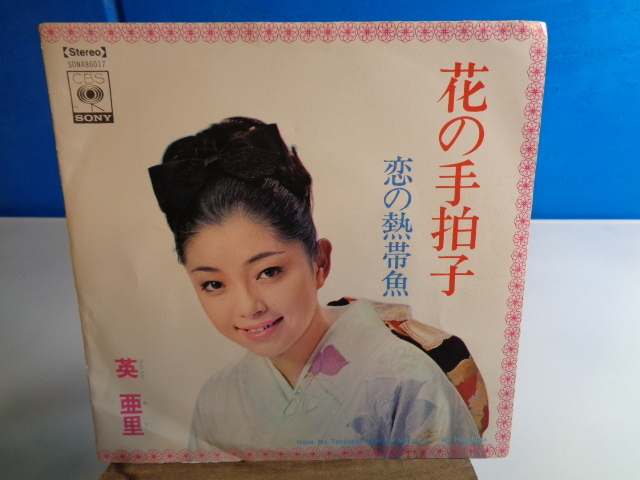 【Stereo】
SONA86017
CBS
SONY
花の手拍子
恋の熱帯魚
英亜里